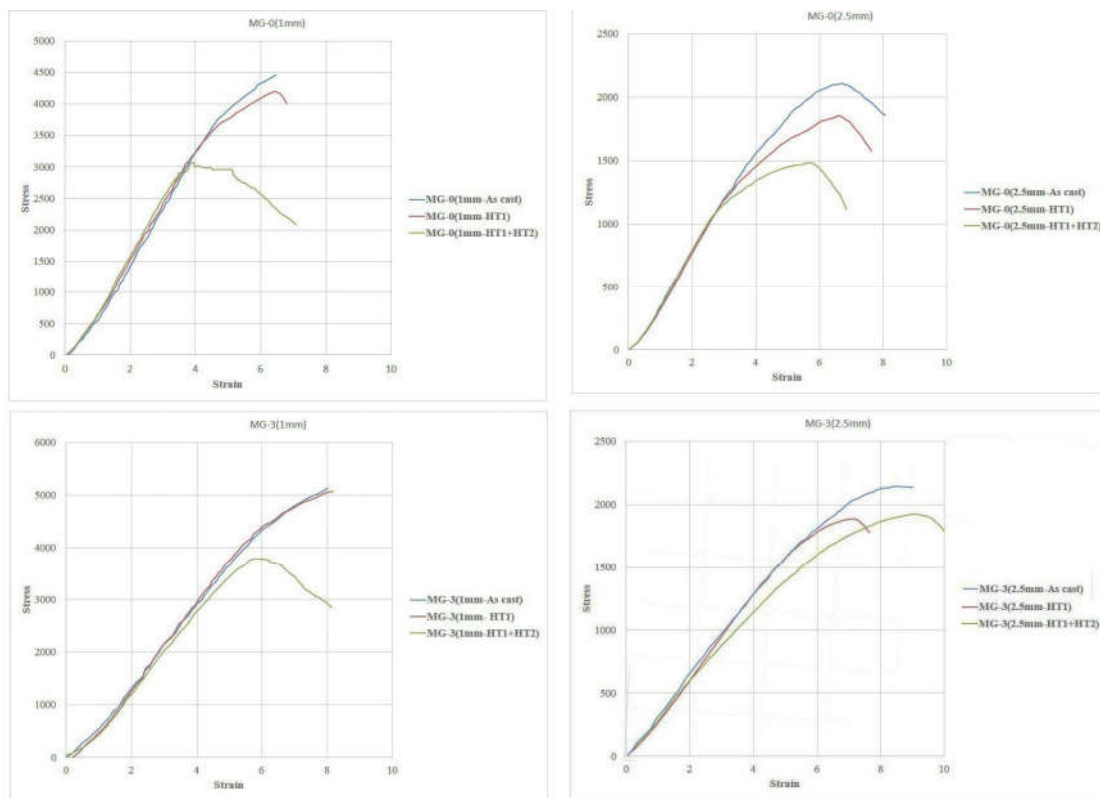 MG-0(1mm)
5000
4500
4000
3500
3000
2500
2000
1500
1000
500
0
0 2 4 6 8 10
Stress
Strain
MG-0(1mm-As cast)
MG-0(1mm-HT1)
MG-0(1mm-HT1+HT2)
MG-0(2.5mm)
2500
2000
1500
1000
500
0
0 2 4 6 8 10
Stress
Strain
MG-0(2.5mm-As cast)
MG-0(2.5mm-HT1)
MG-0(2.5mm-HT1+HT2)
MG-3(1mm)
6000
5000
4000
3000
2000
1000
0
0 2 4 6 8 10
Stress
Strain
MG-3(1mm-As cast)
MG-3(1mm- HT1)
MG-3(1mm-HT1+HT2)
MG-3(2.5mm)
2500
2000
1500
1000
500
0
0 2 4 6 8 10
Stress
Strain
MG-3(2.5mm-As cast)
MG-3(2.5mm-HT1)
MG-3(2.5mm-HT1+HT2)